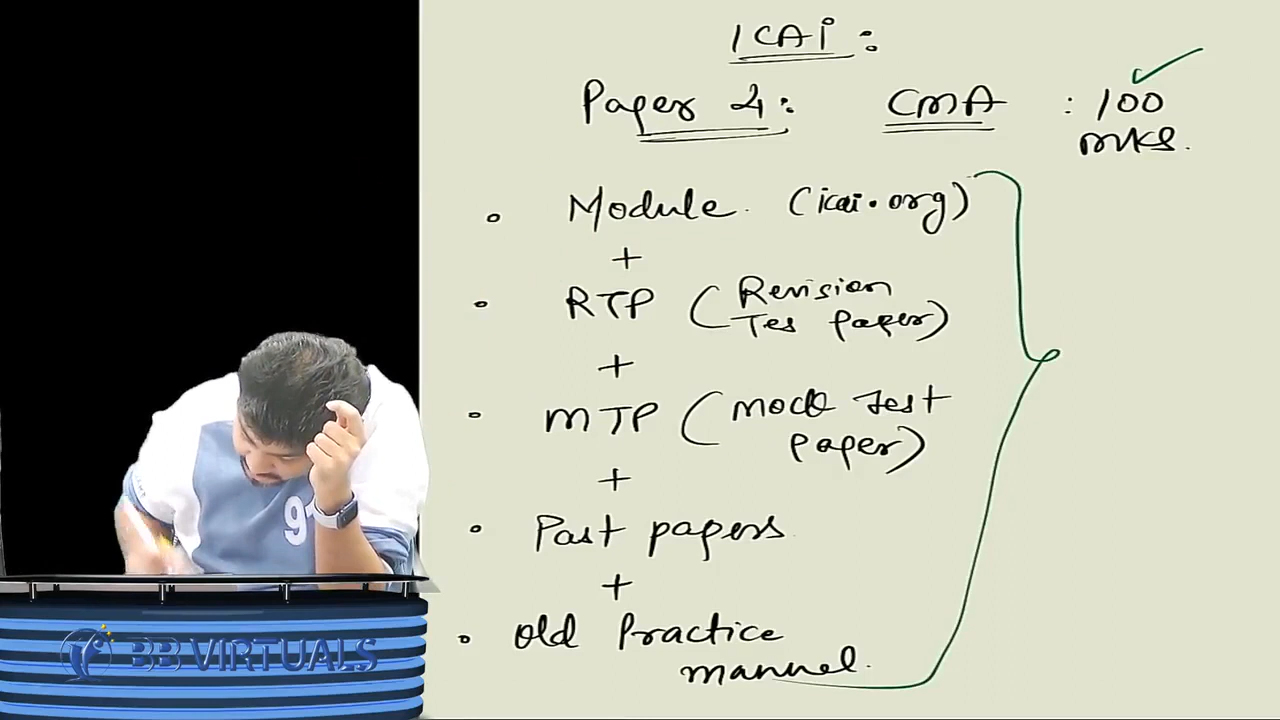 ICAI :
Paper 4 : CMA : 100
mks.
• Module. (icai.org)
+
• RTP (Revision
Tes paper)
+
• MTP (mock Test
paper)
+
• Past papers
+
• Old Practice
manuel.
91
BB VIRTUALS